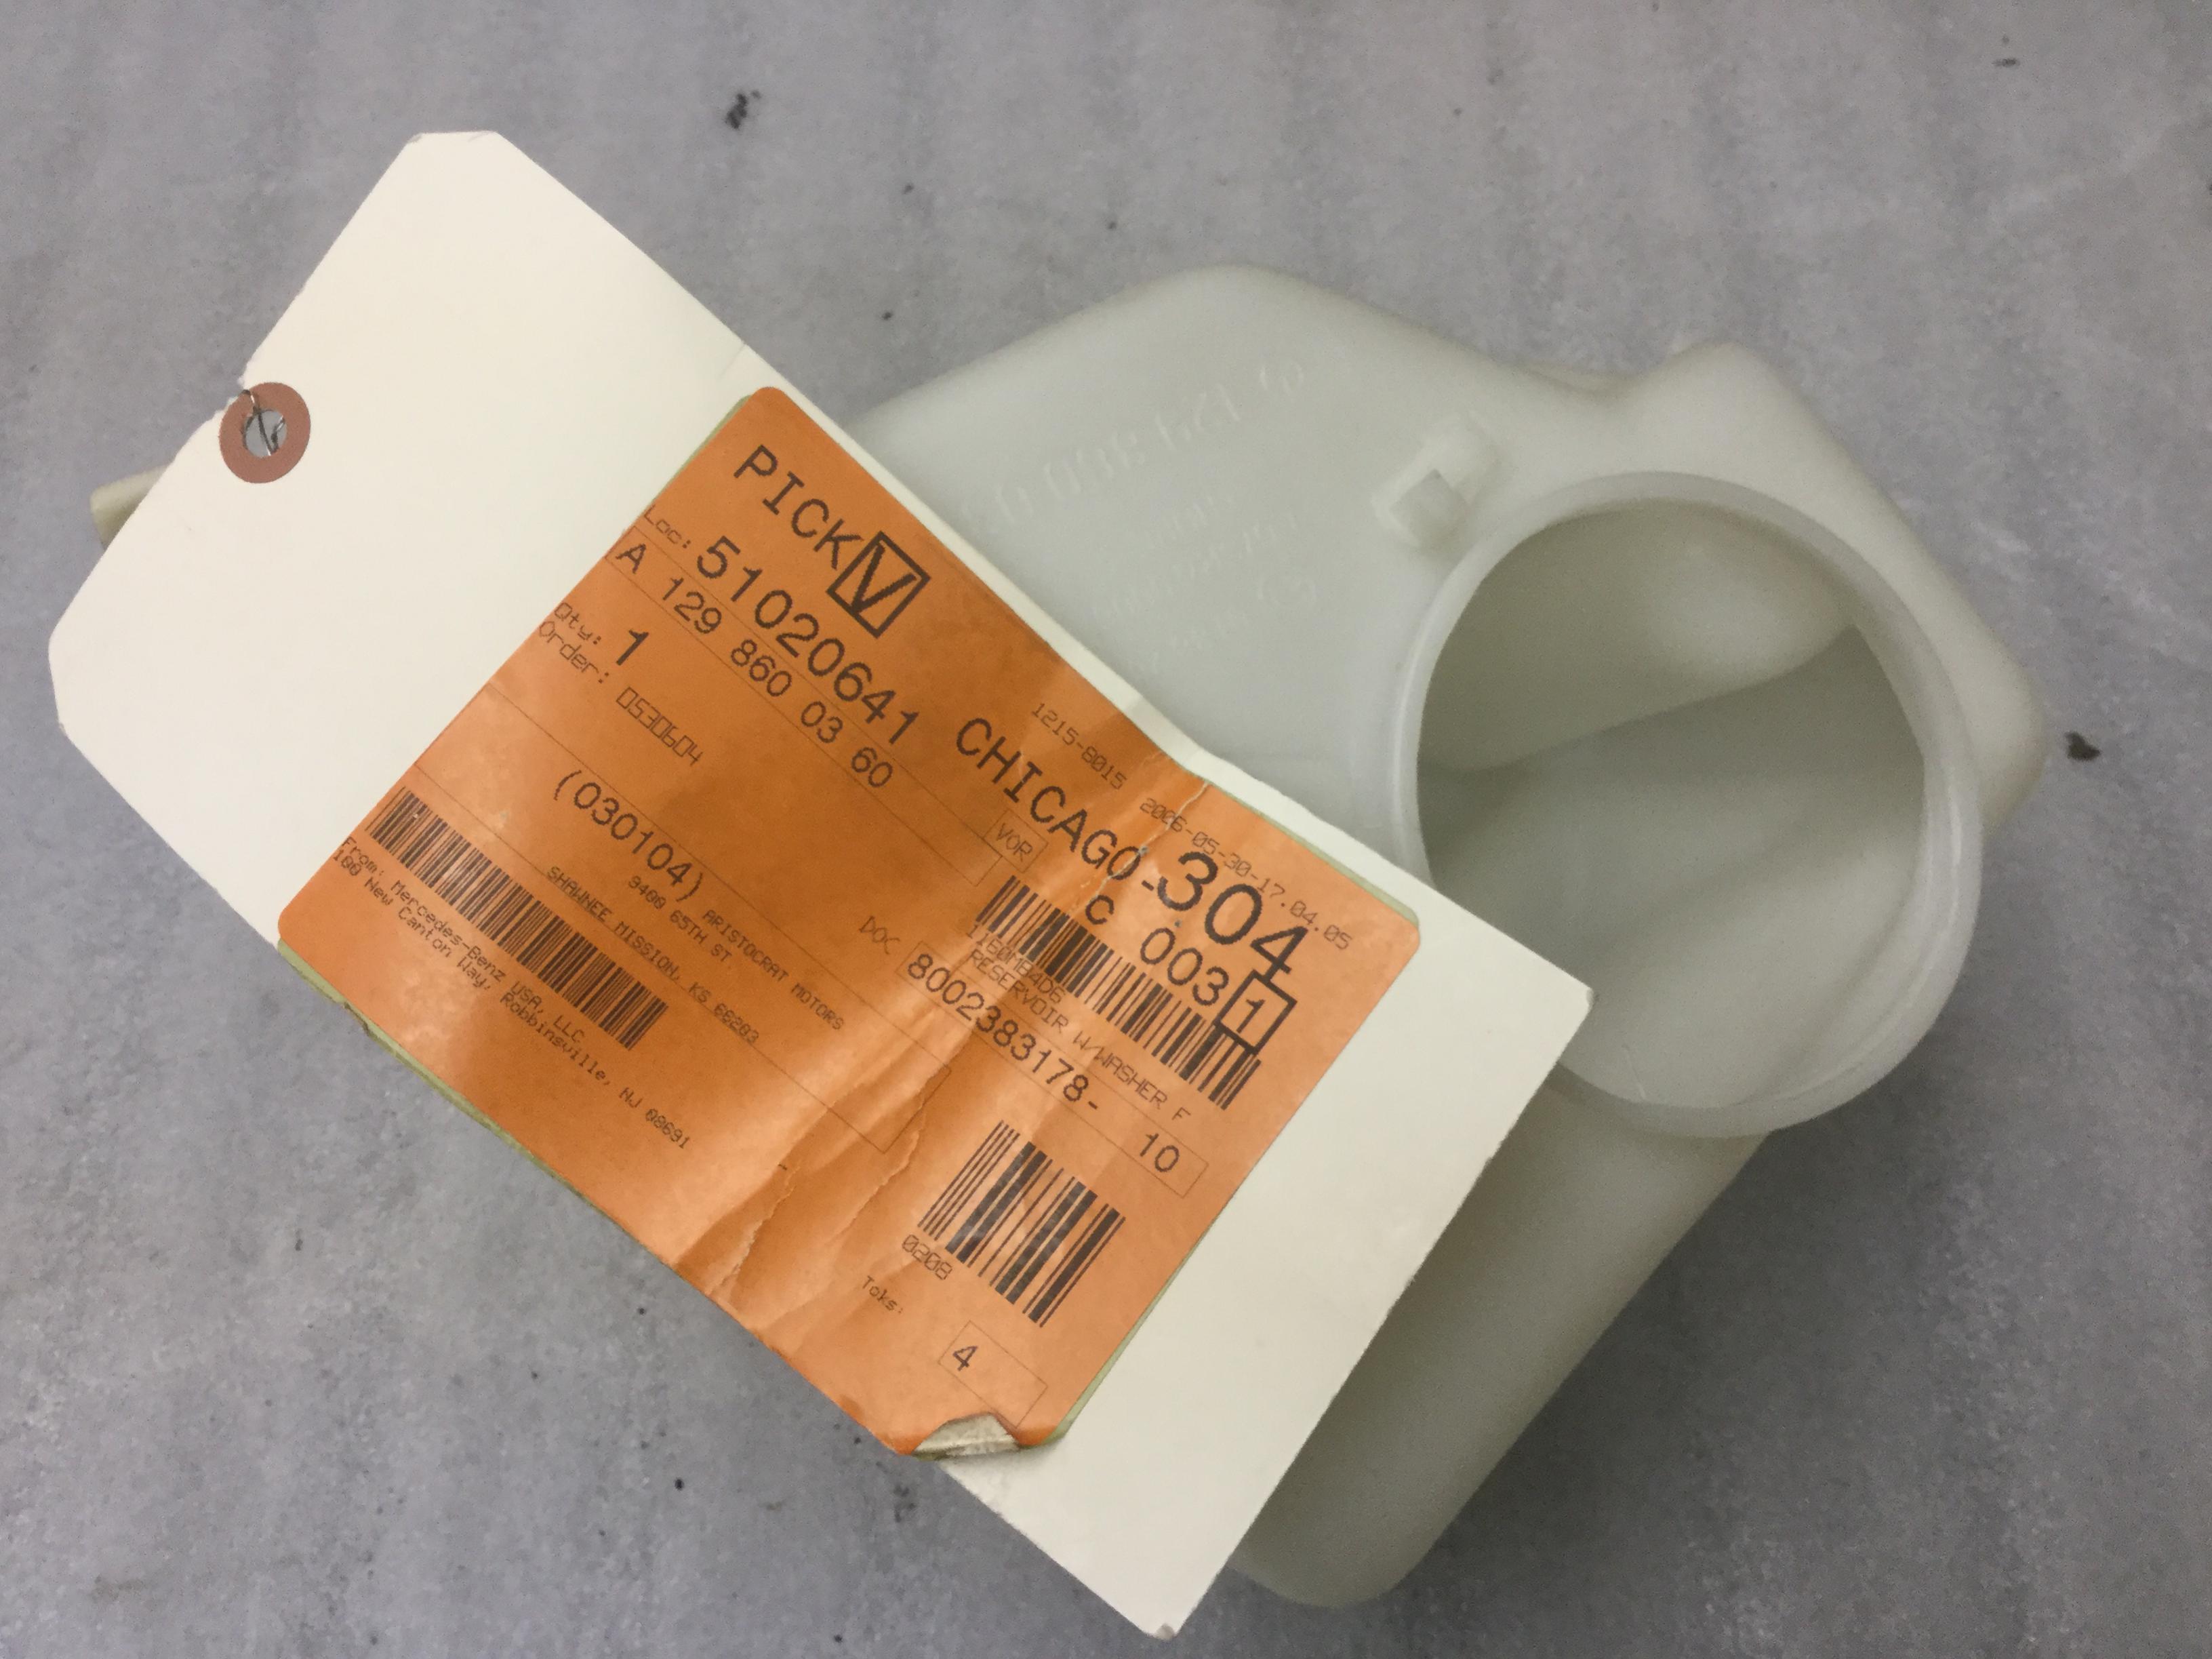 PICK V
1215-8015 2006-05-30-17.04.05
Loc: 51020641 CHICAGO-304
A 129 860 03 60
VOR
C 003 1
Qty: 1
Order: 0530604
1160MB4D6
RESERVOIR W/WASHER F
DOC 8002383178- 10
(030104) ARISTOCRAT MOTORS
9400 65TH ST
SHAWNEE MISSION, KS 66203
0208
From: Mercedes-Benz USA, LLC
100 New Canton Way, Robbinsville, NJ 08691
Toks:
4